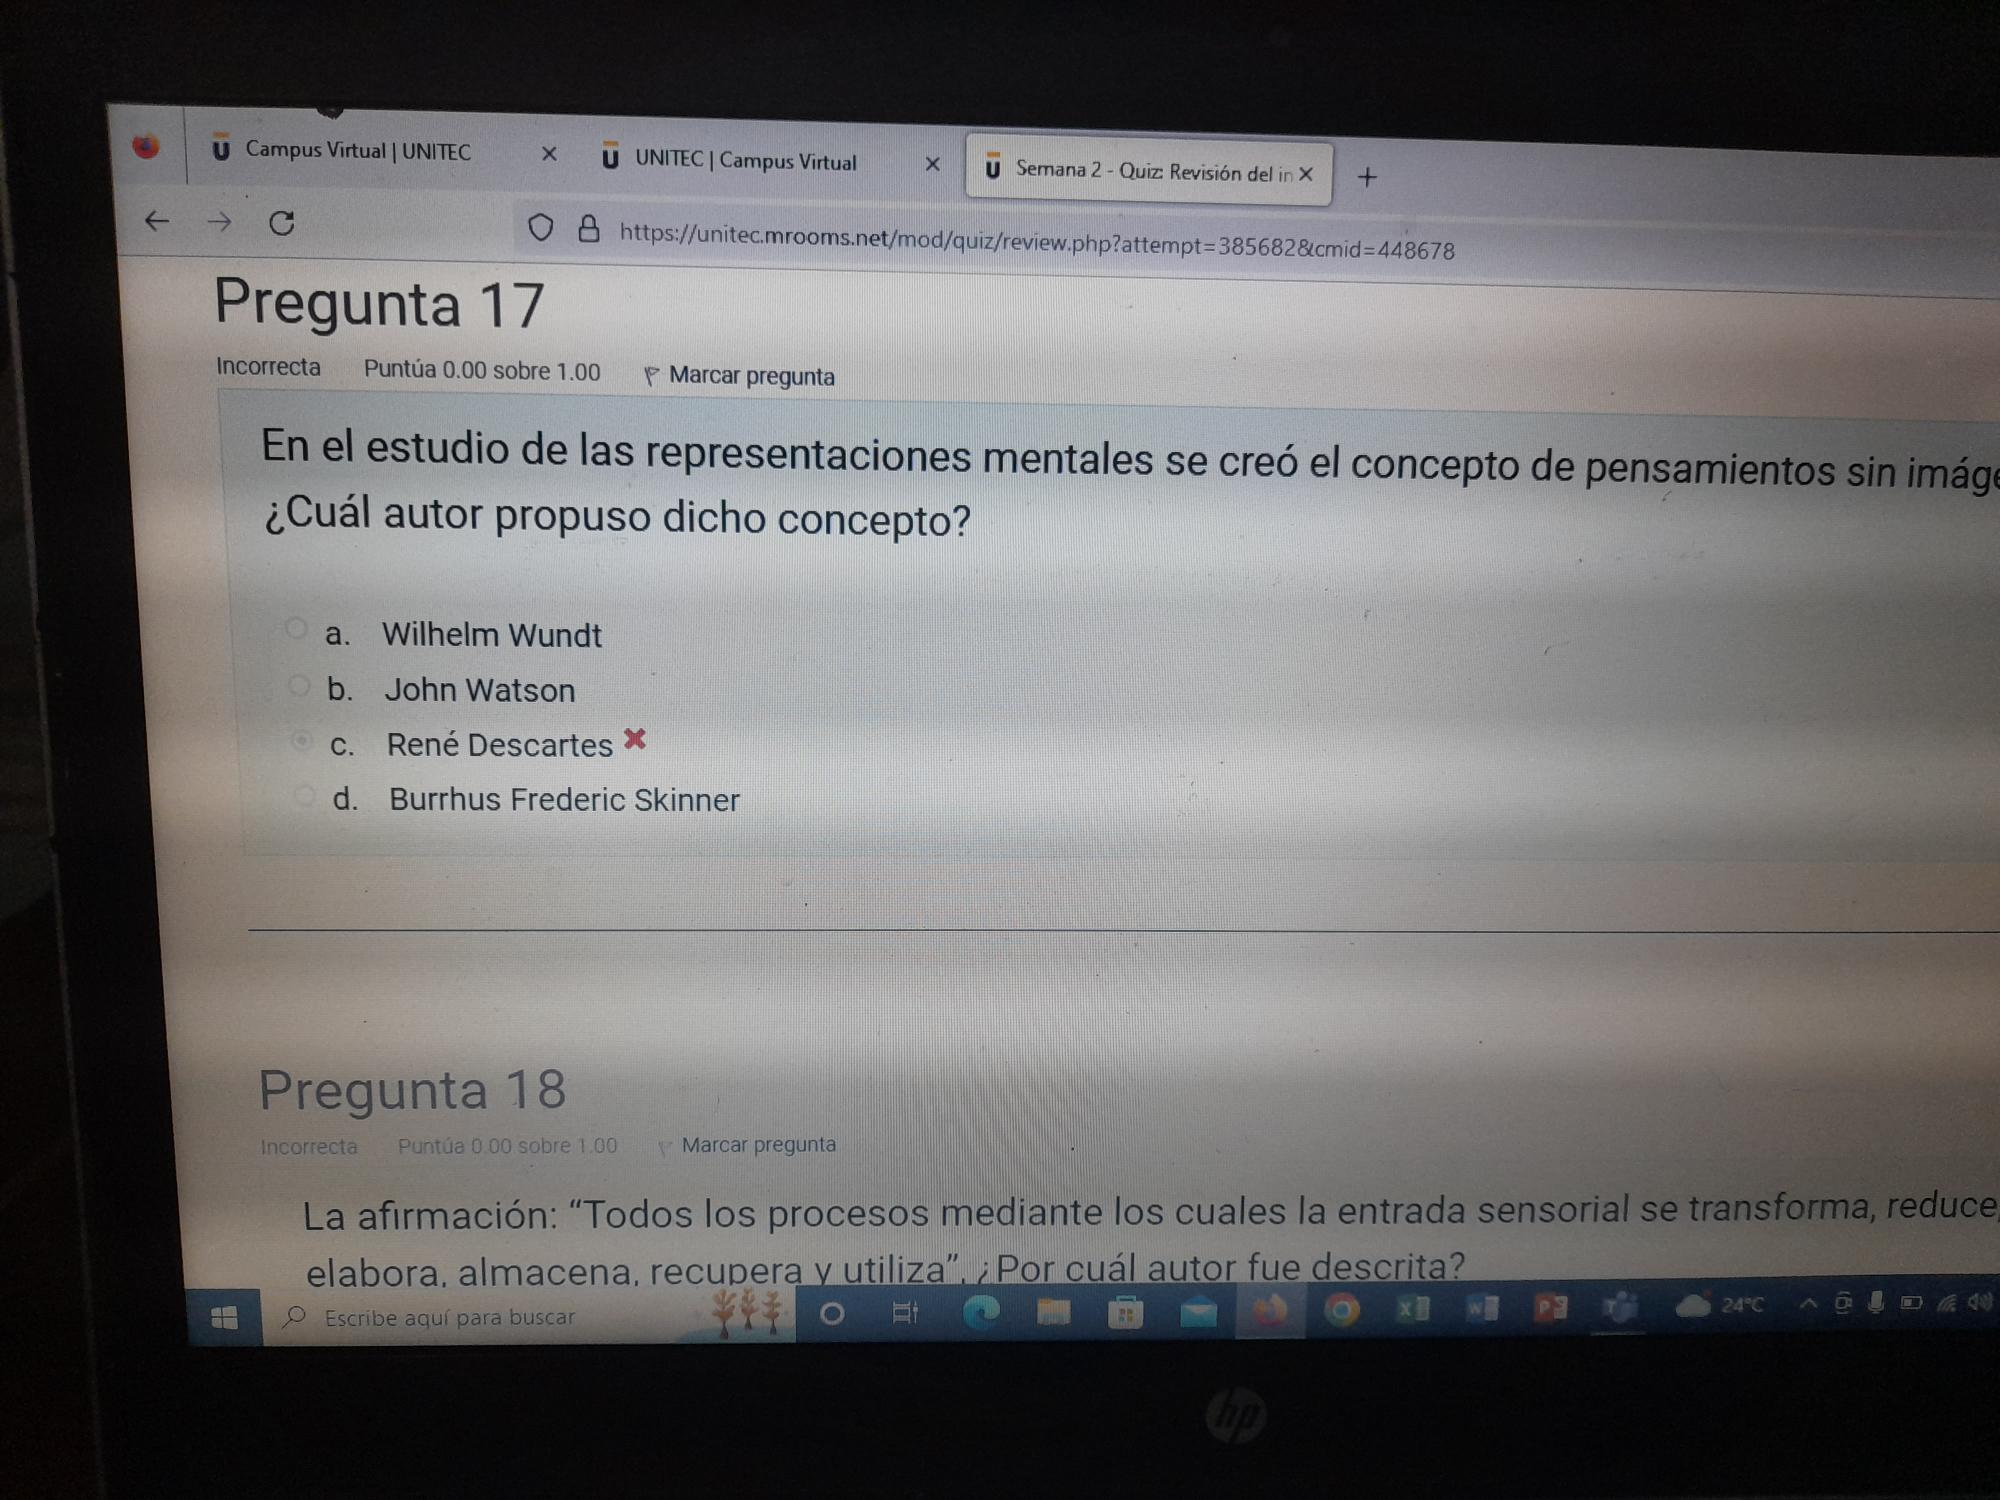 Campus Virtual | UNITEC
UNITEC | Campus Virtual
Semana 2 - Quiz: Revisión del in
https://unitec.mrooms.net/mod/quiz/review.php?attempt=385682&cmid=448678
Pregunta 17
Incorrecta Puntúa 0.00 sobre 1.00 Marcar pregunta
En el estudio de las representaciones mentales se creó el concepto de pensamientos sin imáge
¿Cuál autor propuso dicho concepto?
a. Wilhelm Wundt
b. John Watson
c. René Descartes
d. Burrhus Frederic Skinner
Pregunta 18
Incorrecta Puntúa 0.00 sobre 1.00 Marcar pregunta
La afirmación: “Todos los procesos mediante los cuales la entrada sensorial se transforma, reduce,
elabora, almacena, recupera y utiliza”. ¿Por cuál autor fue descrita?
Escribe aquí para buscar
24°C
hp